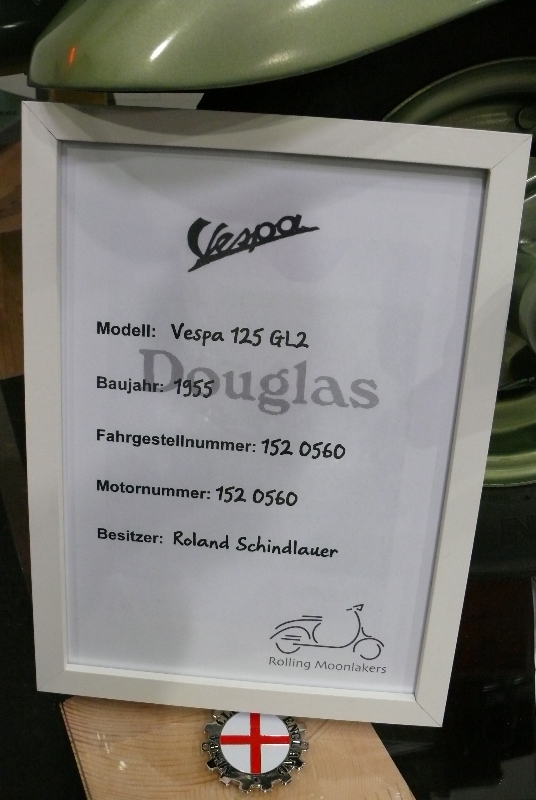 Vespa
Modell: Vespa 125 GL2
Douglas
Baujahr: 1955
Fahrgestellnummer: 152 0560
Motornummer: 152 0560
Besitzer: Roland Schindlauer
Rolling Moonlakers